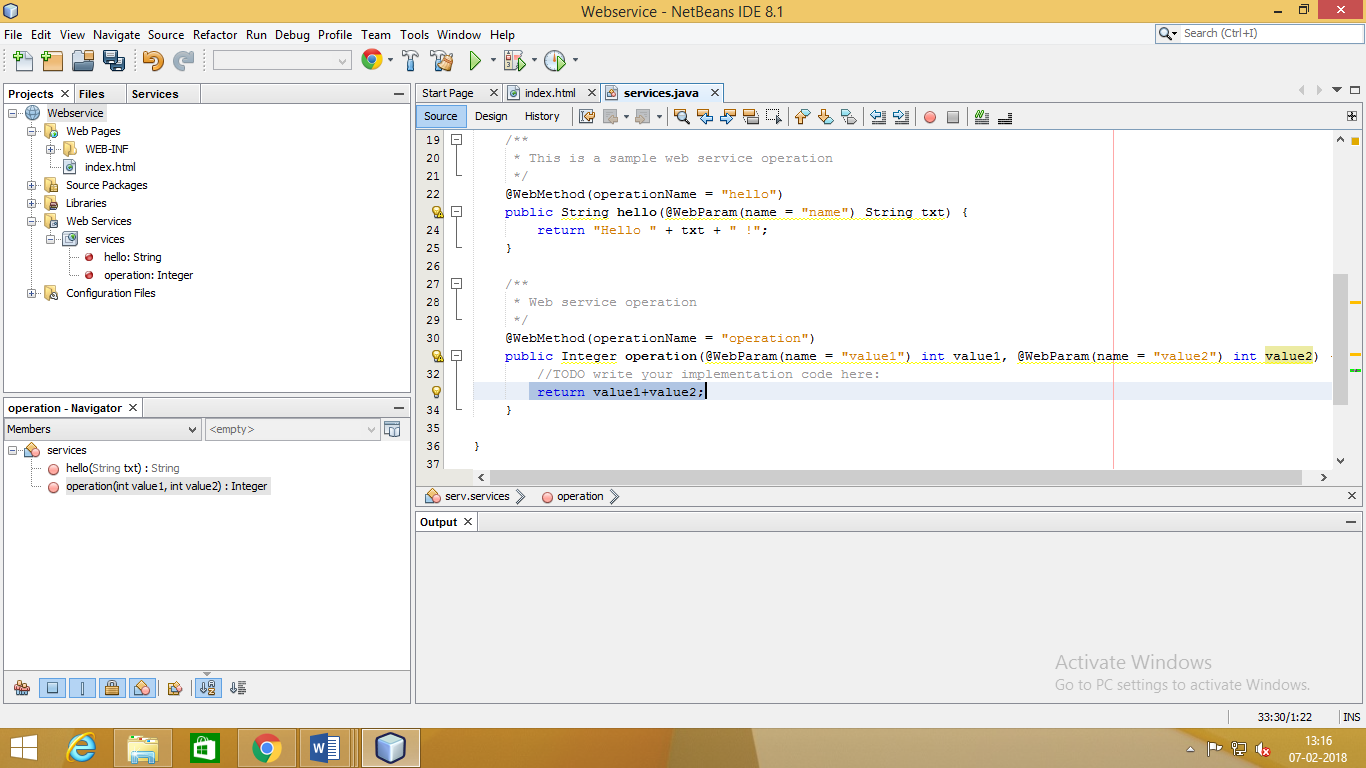 Webservice - NetBeans IDE 8.1
File Edit View Navigate Source Refactor Run Debug Profile Team Tools Window Help
Search (Ctrl+I)
Projects Files Services
Webservice
Web Pages
WEB-INF
index.html
Source Packages
Libraries
Web Services
services
hello: String
operation: Integer
Configuration Files
operation - Navigator
Members <empty>
services
hello(String txt) : String
operation(int value1, int value2) : Integer
Start Page index.html services.java
Source Design History
19 /**
20 * This is a sample web service operation
21 */
22 @WebMethod(operationName = "hello")
public String hello(@WebParam(name = "name") String txt) {
24 return "Hello " + txt + " !";
25 }
26
27 /**
28 * Web service operation
29 */
30 @WebMethod(operationName = "operation")
public Integer operation(@WebParam(name = "value1") int value1, @WebParam(name = "value2") int value2)
32 //TODO write your implementation code here:
return value1+value2;
34 }
35
36 }
37
serv.services operation
Output
Activate Windows
Go to PC settings to activate Windows.
33:30/1:22 INS
13:16
07-02-2018